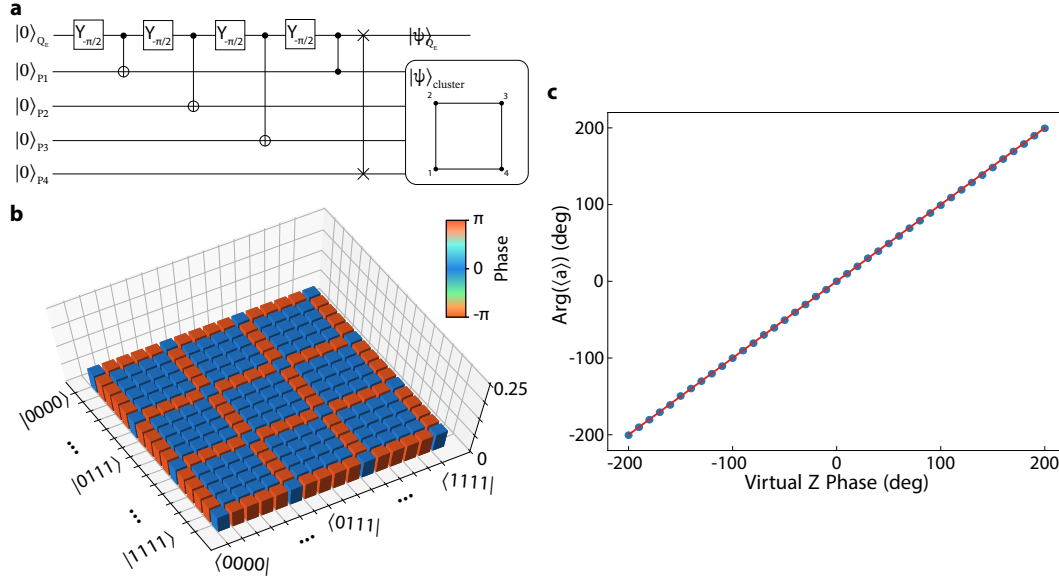 a
|0⟩Q_E Y-π/2 Y-π/2 Y-π/2 Y-π/2 |ψ⟩Q_E
|0⟩P1 |ψ⟩cluster
|0⟩P2 2 3
|0⟩P3
|0⟩P4 1 4
b
π
0
-π
Phase
0.25
0
|0000⟩
...
|0111⟩
...
|1111⟩
⟨0000|
...
⟨0111|
...
⟨1111|
c
Arg(⟨a⟩) (deg)
200
100
0
-100
-200
-200 -100 0 100 200
Virtual Z Phase (deg)